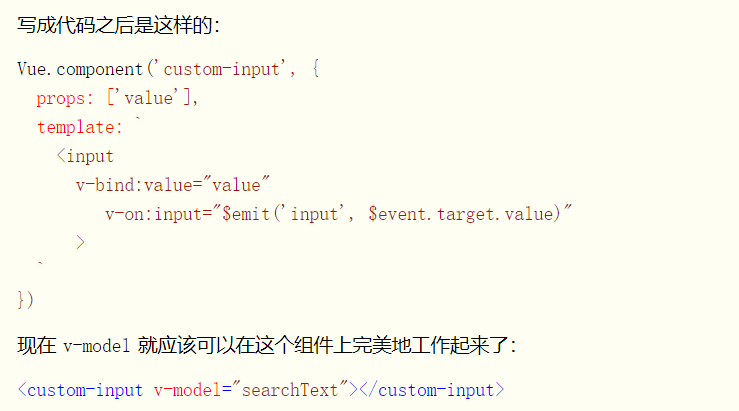 写成代码之后是这样的：
Vue.component('custom-input', {
  props: ['value'],
  template: `
    <input
      v-bind:value="value"
         v-on:input="$emit('input', $event.target.value)"
      >
  `
})
现在 v-model 就应该可以在这个组件上完美地工作起来了：
<custom-input v-model="searchText"></custom-input>